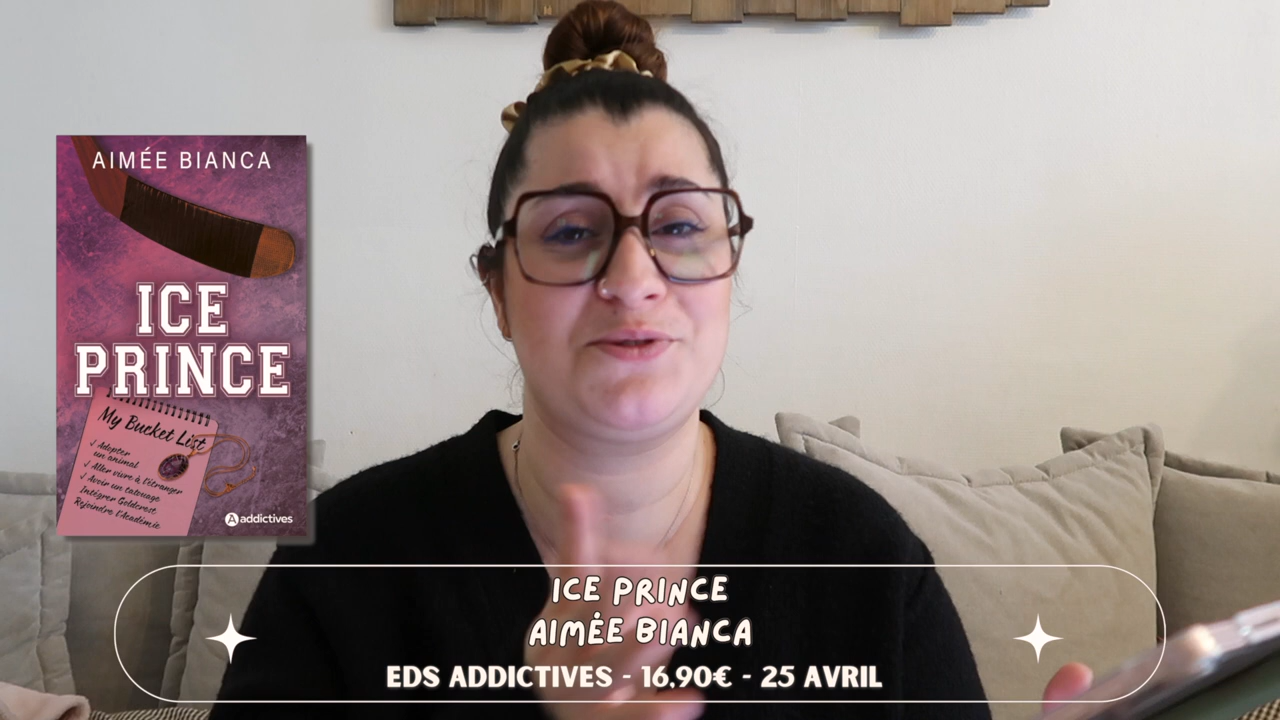 AIMÉE BIANCA
ICE
PRINCE
My Bucket List
✓ Adopter
un animal
✓ Aller vivre à l'étranger
✓ Avoir un tatouage
Intégrer Goldcrest
Rejoindre l'Académie
addictives
ICE PRINCE
AIMÉE BIANCA
EDS ADDICTIVES - 16,90€ - 25 AVRIL